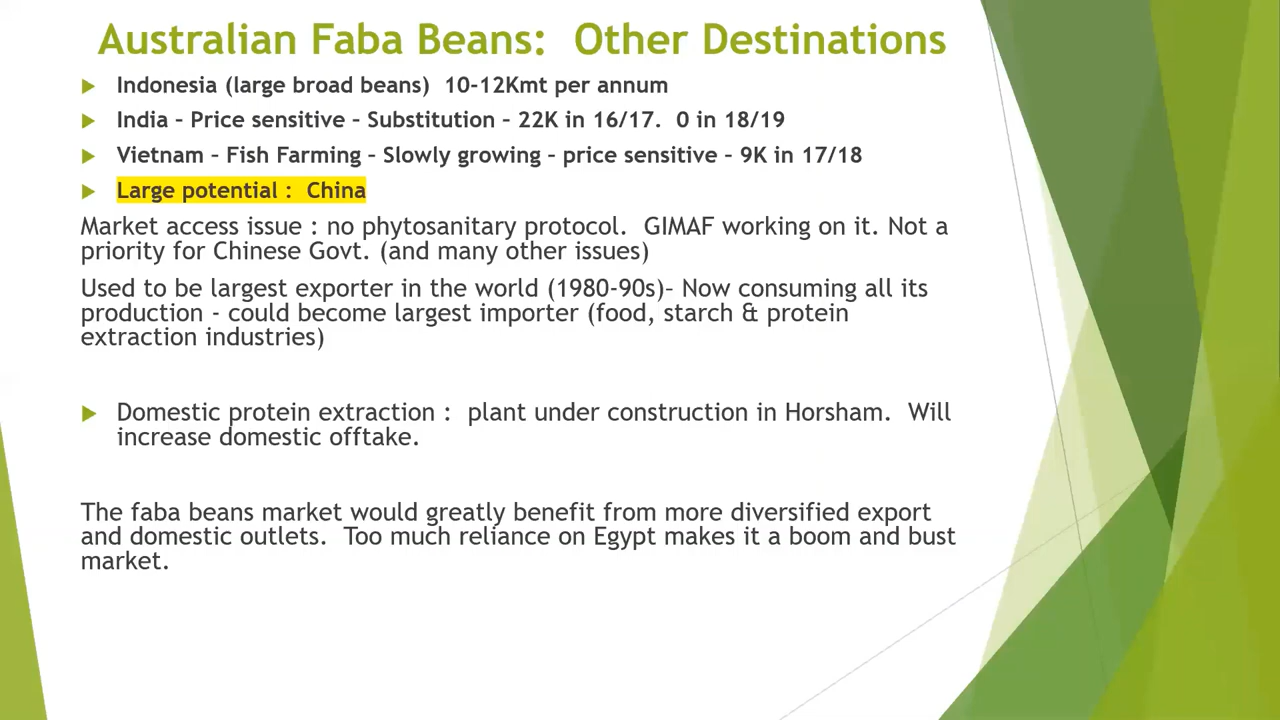 Australian Faba Beans:  Other Destinations
Indonesia (large broad beans)  10-12Kmt per annum
India – Price sensitive – Substitution – 22K in 16/17.  0 in 18/19
Vietnam – Fish Farming – Slowly growing – price sensitive – 9K in 17/18
Large potential :  China
Market access issue : no phytosanitary protocol.  GIMAF working on it. Not a
priority for Chinese Govt. (and many other issues)
Used to be largest exporter in the world (1980-90s)– Now consuming all its
production - could become largest importer (food, starch & protein
extraction industries)
Domestic protein extraction :  plant under construction in Horsham.  Will
increase domestic offtake.
The faba beans market would greatly benefit from more diversified export
and domestic outlets.  Too much reliance on Egypt makes it a boom and bust
market.